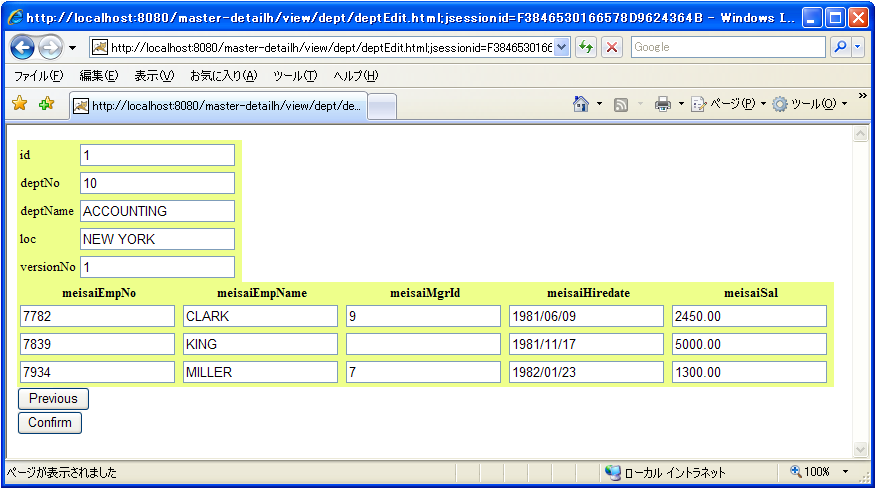 http://localhost:8080/master-detailh/view/dept/deptEdit.html;jsessionid=F3846530166578D9624364B - Windows I...
http://localhost:8080/master-detailh/view/dept/deptEdit.html;jsessionid=F3846530166 Google
ファイル(F) 編集(E) 表示(V) お気に入り(A) ツール(T) ヘルプ(H)
http://localhost:8080/master-detailh/view/dept/de... ページ(P) ツール(O) »
id 1
deptNo 10
deptName ACCOUNTING
loc NEW YORK
versionNo 1
meisaiEmpNo meisaiEmpName meisaiMgrId meisaiHiredate meisaiSal
7782 CLARK 9 1981/06/09 2450.00
7839 KING 1981/11/17 5000.00
7934 MILLER 7 1982/01/23 1300.00
Previous
Confirm
ページが表示されました ローカル イントラネット 100%